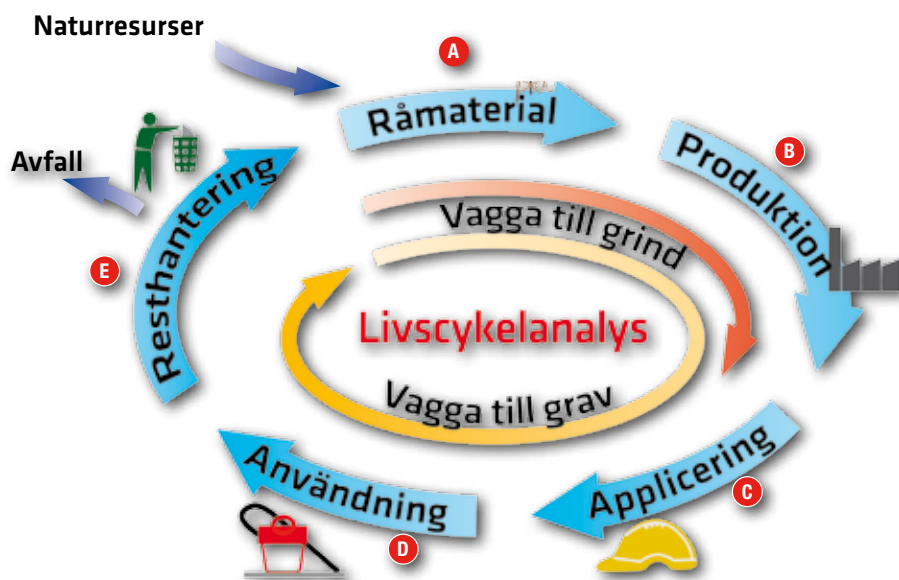 Naturresurser
A
Råmaterial
B
Produktion
Avfall
Resthantering
E
Vagga till grind
Livscykelanalys
Vagga till grav
Applicering
C
Användning
D